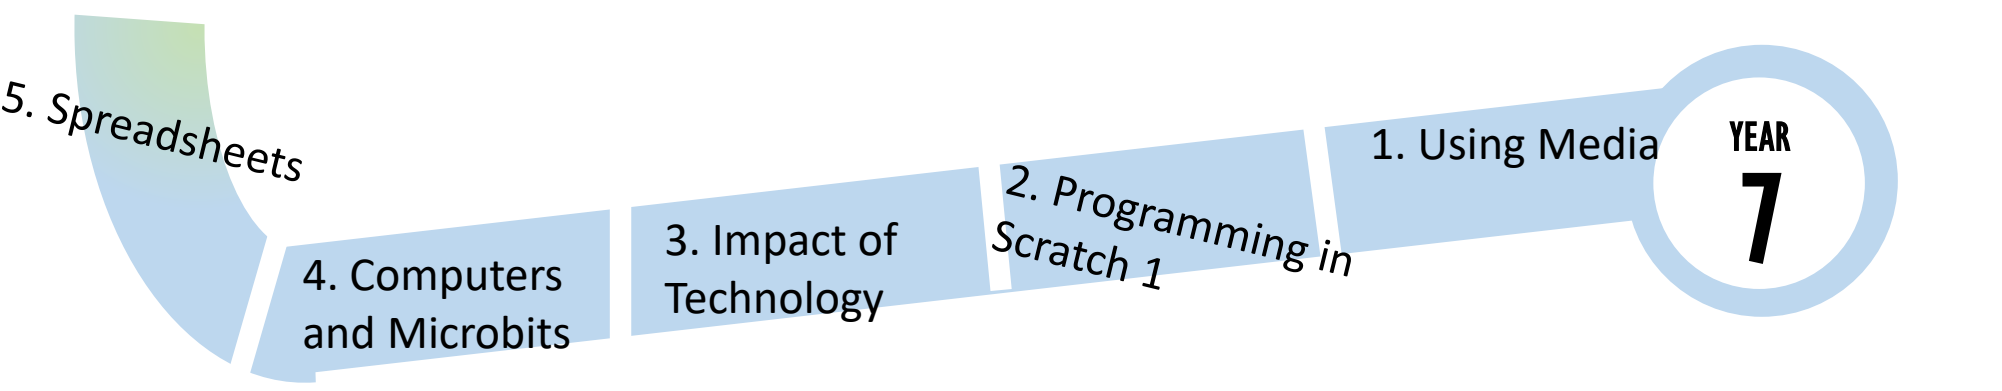 YEAR
7
1. Using Media
2. Programming in
Scratch 1
3. Impact of
Technology
4. Computers
and Microbits
5. Spreadsheets